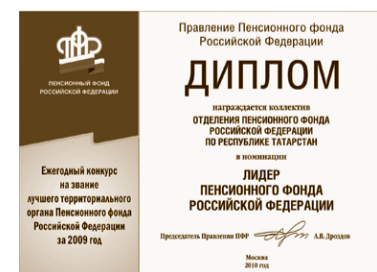 ПЕНСИОННЫЙ ФОНД
РОССИЙСКОЙ ФЕДЕРАЦИИ
Ежегодный конкурс
на звание
лучшего территориального
органа Пенсионного фонда
Российской Федерации
за 2009 год
Правление Пенсионного фонда
Российской Федерации
ДИПЛОМ
награждается коллектив
ОТДЕЛЕНИЯ ПЕНСИОННОГО ФОНДА
РОССИЙСКОЙ ФЕДЕРАЦИИ
ПО РЕСПУБЛИКЕ ТАТАРСТАН
в номинации
ЛИДЕР
ПЕНСИОННОГО ФОНДА
РОССИЙСКОЙ ФЕДЕРАЦИИ
Председатель Правления ПФР А.В. Дроздов
Москва
2010 год